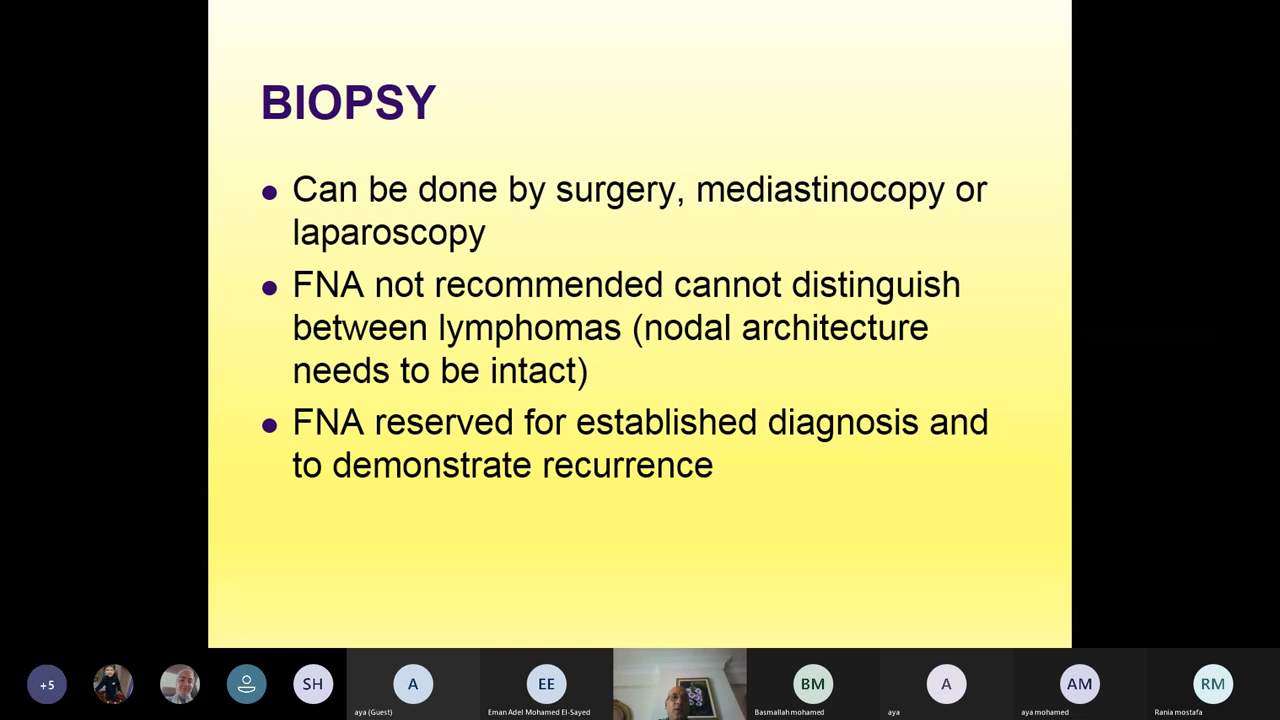 BIOPSY
Can be done by surgery, mediastinocopy or
laparoscopy
FNA not recommended cannot distinguish
between lymphomas (nodal architecture
needs to be intact)
FNA reserved for established diagnosis and
to demonstrate recurrence
+5
SH
A
EE
BM
A
AM
RM
aya (Guest)
Eman Adel Mohamed El-Sayed
Basmallah mohamed
aya
aya mohamed
Rania mostafa